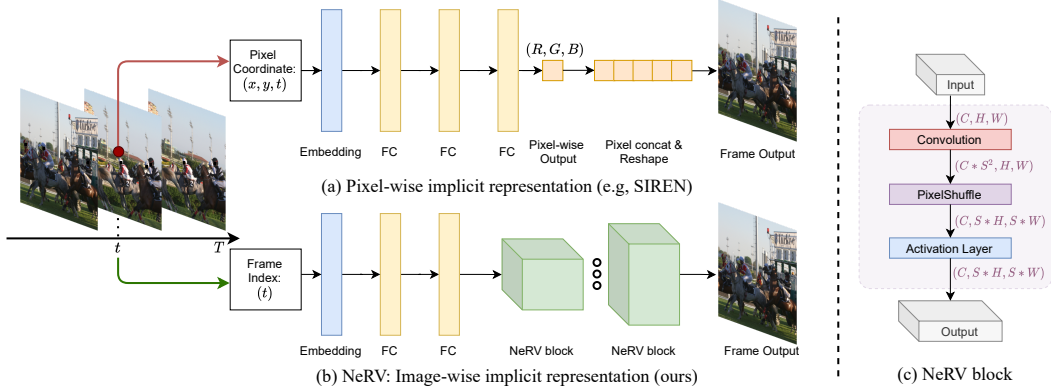 Pixel
Coordinate:
(x, y, t)
Embedding
FC
FC
FC
(R, G, B)
Pixel-wise
Output
Pixel concat &
Reshape
Frame Output
(a) Pixel-wise implicit representation (e.g, SIREN)
t
T
Frame
Index:
(t)
Embedding
FC
FC
NeRV block
NeRV block
Frame Output
(b) NeRV: Image-wise implicit representation (ours)
Input
(C, H, W)
Convolution
(C * S², H, W)
PixelShuffle
(C, S * H, S * W)
Activation Layer
(C, S * H, S * W)
Output
(c) NeRV block